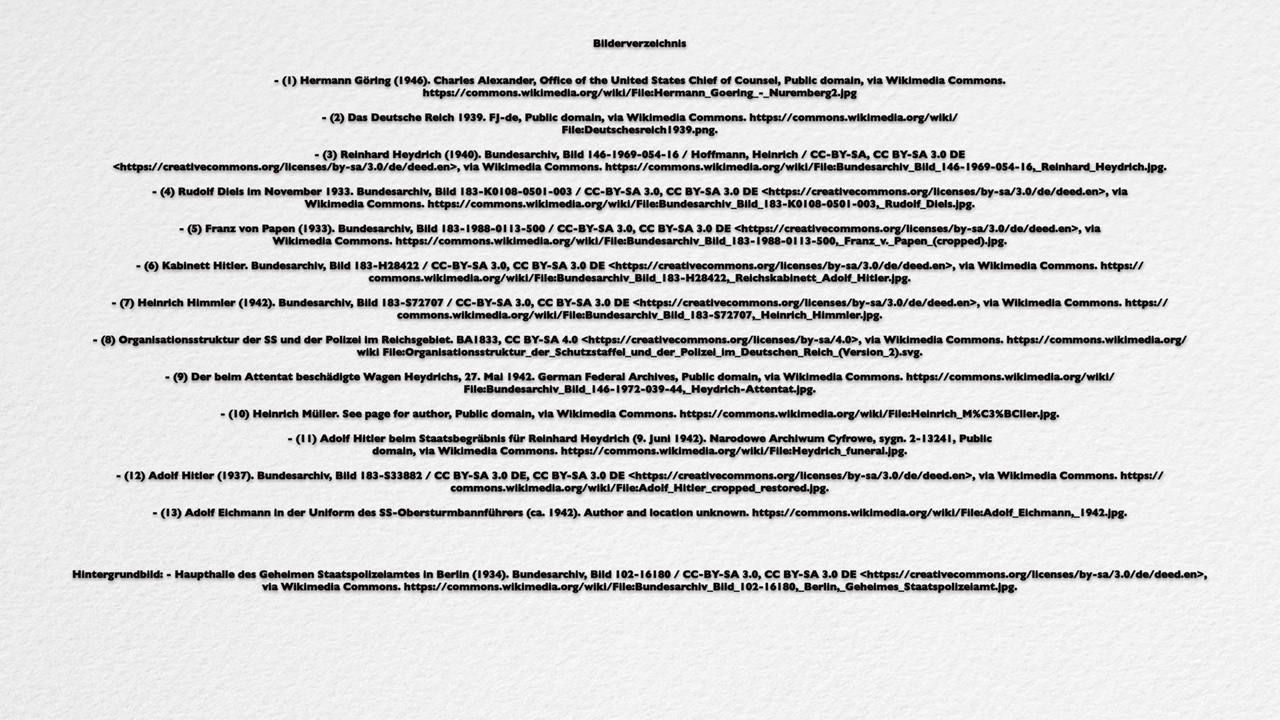 Bilderverzeichnis
- (1) Hermann Göring (1946). Charles Alexander, Office of the United States Chief of Counsel, Public domain, via Wikimedia Commons.
https://commons.wikimedia.org/wiki/File:Hermann_Goering_-_Nuremberg2.jpg
- (2) Das Deutsche Reich 1939. FJ-de, Public domain, via Wikimedia Commons. https://commons.wikimedia.org/wiki/
File:Deutschesreich1939.png.
- (3) Reinhard Heydrich (1940). Bundesarchiv, Bild 146-1969-054-16 / Hoffmann, Heinrich / CC-BY-SA, CC BY-SA 3.0 DE
<https://creativecommons.org/licenses/by-sa/3.0/de/deed.en>, via Wikimedia Commons. https://commons.wikimedia.org/wiki/File:Bundesarchiv_Bild_146-1969-054-16,_Reinhard_Heydrich.jpg.
- (4) Rudolf Diels im November 1933. Bundesarchiv, Bild 183-K0108-0501-003 / CC-BY-SA 3.0, CC BY-SA 3.0 DE <https://creativecommons.org/licenses/by-sa/3.0/de/deed.en>, via
Wikimedia Commons. https://commons.wikimedia.org/wiki/File:Bundesarchiv_Bild_183-K0108-0501-003,_Rudolf_Diels.jpg.
- (5) Franz von Papen (1933). Bundesarchiv, Bild 183-1988-0113-500 / CC-BY-SA 3.0, CC BY-SA 3.0 DE <https://creativecommons.org/licenses/by-sa/3.0/de/deed.en>, via
Wikimedia Commons. https://commons.wikimedia.org/wiki/File:Bundesarchiv_Bild_183-1988-0113-500,_Franz_v._Papen_(cropped).jpg.
- (6) Kabinett Hitler. Bundesarchiv, Bild 183-H28422 / CC-BY-SA 3.0, CC BY-SA 3.0 DE <https://creativecommons.org/licenses/by-sa/3.0/de/deed.en>, via Wikimedia Commons. https://
commons.wikimedia.org/wiki/File:Bundesarchiv_Bild_183-H28422,_Reichskabinett_Adolf_Hitler.jpg.
- (7) Heinrich Himmler (1942). Bundesarchiv, Bild 183-S72707 / CC-BY-SA 3.0, CC BY-SA 3.0 DE <https://creativecommons.org/licenses/by-sa/3.0/de/deed.en>, via Wikimedia Commons. https://
commons.wikimedia.org/wiki/File:Bundesarchiv_Bild_183-S72707,_Heinrich_Himmler.jpg.
- (8) Organisationsstruktur der SS und der Polizei im Reichsgebiet. BA1833, CC BY-SA 4.0 <https://creativecommons.org/licenses/by-sa/4.0>, via Wikimedia Commons. https://commons.wikimedia.org/
wiki File:Organisationsstruktur_der_Schutzstaffel_und_der_Polizei_im_Deutschen_Reich_(Version_2).svg.
- (9) Der beim Attentat beschädigte Wagen Heydrichs, 27. Mai 1942. German Federal Archives, Public domain, via Wikimedia Commons. https://commons.wikimedia.org/wiki/
File:Bundesarchiv_Bild_146-1972-039-44,_Heydrich-Attentat.jpg.
- (10) Heinrich Müller. See page for author, Public domain, via Wikimedia Commons. https://commons.wikimedia.org/wiki/File:Heinrich_M%C3%BCller.jpg.
- (11) Adolf Hitler beim Staatsbegräbnis für Reinhard Heydrich (9. Juni 1942). Narodowe Archiwum Cyfrowe, sygn. 2-13241, Public
domain, via Wikimedia Commons. https://commons.wikimedia.org/wiki/File:Heydrich_funeral.jpg.
- (12) Adolf Hitler (1937). Bundesarchiv, Bild 183-S33882 / CC BY-SA 3.0 DE, CC BY-SA 3.0 DE <https://creativecommons.org/licenses/by-sa/3.0/de/deed.en>, via Wikimedia Commons. https://
commons.wikimedia.org/wiki/File:Adolf_Hitler_cropped_restored.jpg.
- (13) Adolf Eichmann in der Uniform des SS-Obersturmbannführers (ca. 1942). Author and location unknown. https://commons.wikimedia.org/wiki/File:Adolf_Eichmann,_1942.jpg.
Hintergrundbild: - Haupthalle des Geheimen Staatspolizeiamtes in Berlin (1934). Bundesarchiv, Bild 102-16180 / CC-BY-SA 3.0, CC BY-SA 3.0 DE <https://creativecommons.org/licenses/by-sa/3.0/de/deed.en>,
via Wikimedia Commons. https://commons.wikimedia.org/wiki/File:Bundesarchiv_Bild_102-16180,_Berlin,_Geheimes_Staatspolizeiamt.jpg.